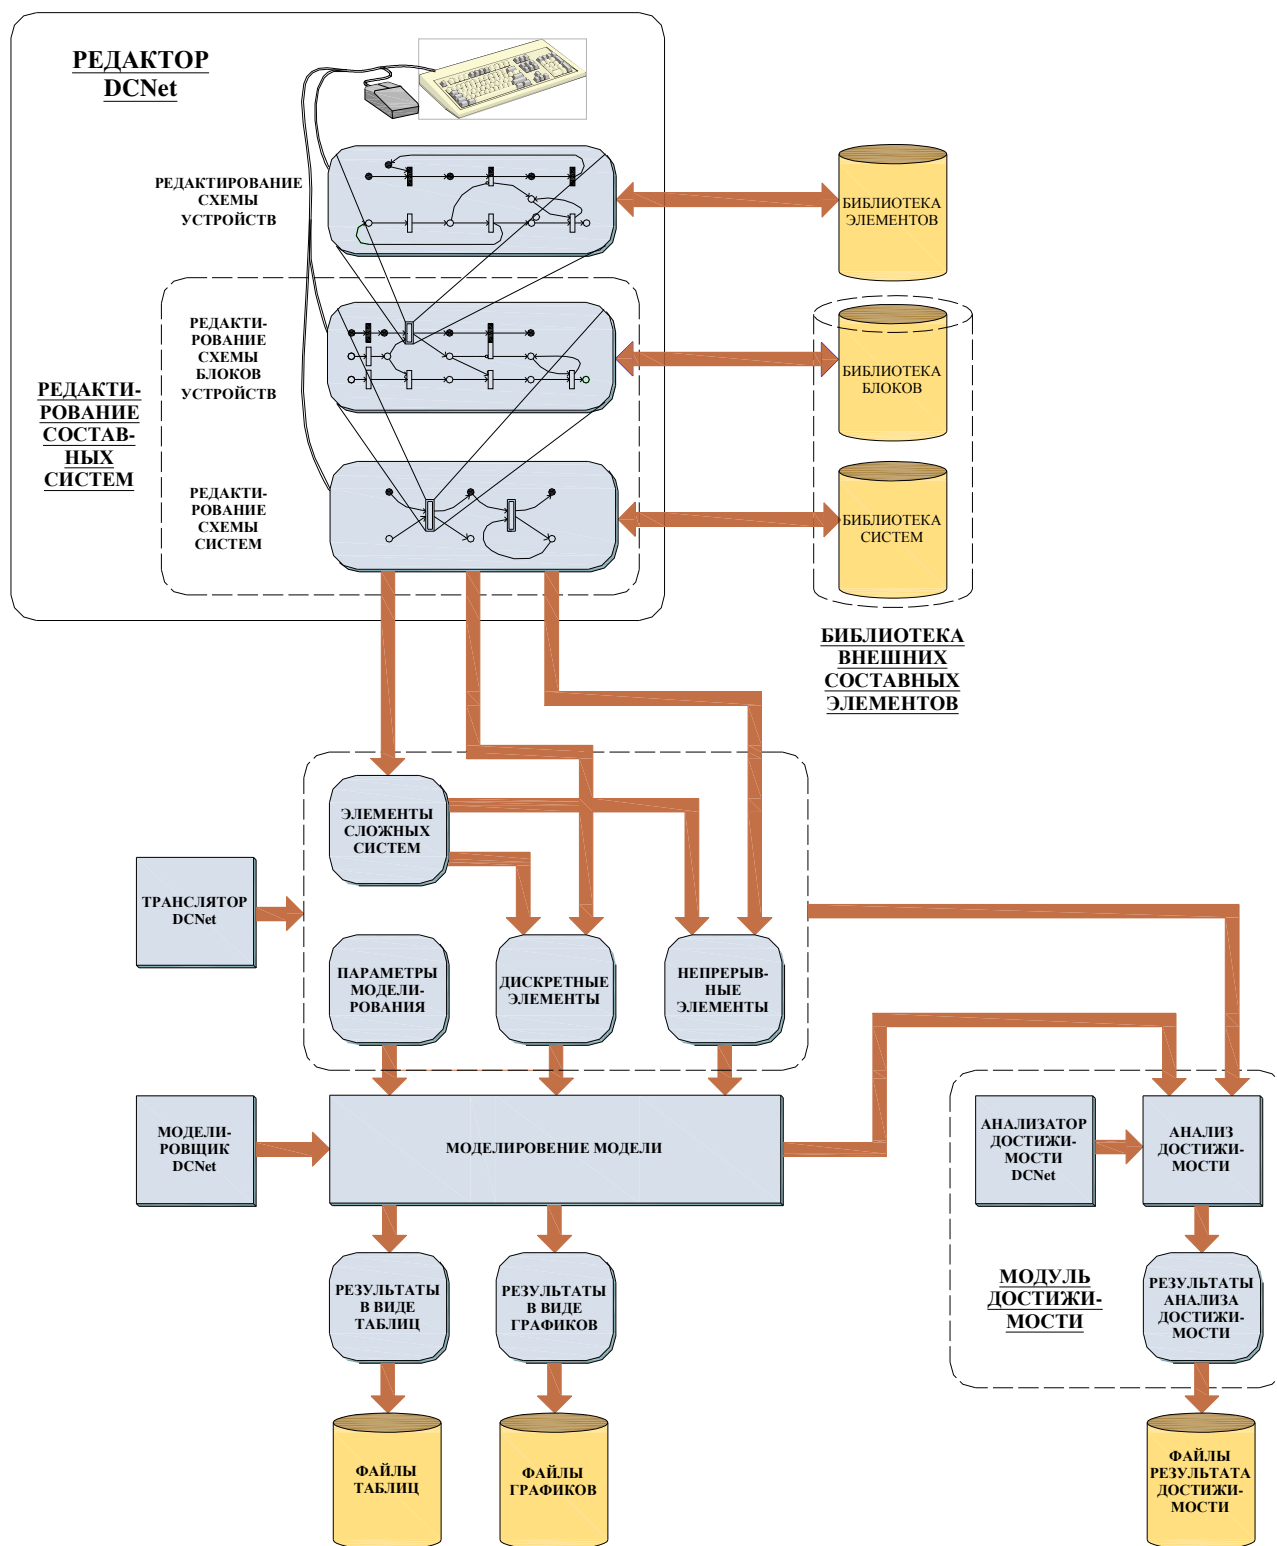 РЕДАКТОР
DCNet
РЕДАКТИРОВАНИЕ
СХЕМЫ
УСТРОЙСТВ
БИБЛИОТЕКА
ЭЛЕМЕНТОВ
РЕДАКТИ-
РОВАНИЕ
СХЕМЫ
БЛОКОВ
УСТРОЙСТВ
БИБЛИОТЕКА
БЛОКОВ
РЕДАКТИ-
РОВАНИЕ
СОСТАВ-
НЫХ
СИСТЕМ
РЕДАКТИ-
РОВАНИЕ
СХЕМЫ
СИСТЕМ
БИБЛИОТЕКА
СИСТЕМ
БИБЛИОТЕКА
ВНЕШНИХ
СОСТАВНЫХ
ЭЛЕМЕНТОВ
ЭЛЕМЕНТЫ
СЛОЖНЫХ
СИСТЕМ
ТРАНСЛЯТОР
DCNet
ПАРАМЕТРЫ
МОДЕЛИ-
РОВАНИЯ
ДИСКРЕТНЫЕ
ЭЛЕМЕНТЫ
НЕПРЕРЫВ-
НЫЕ
ЭЛЕМЕНТЫ
МОДЕЛИ-
РОВЩИК
DCNet
МОДЕЛИРОВЕНИЕ МОДЕЛИ
АНАЛИЗАТОР
ДОСТИЖИ-
МОСТИ
DCNet
АНАЛИЗ
ДОСТИЖИ-
МОСТИ
РЕЗУЛЬТАТЫ
В ВИДЕ
ТАБЛИЦ
РЕЗУЛЬТАТЫ
В ВИДЕ
ГРАФИКОВ
МОДУЛЬ
ДОСТИЖИ-
МОСТИ
РЕЗУЛЬТАТЫ
АНАЛИЗА
ДОСТИЖИ-
МОСТИ
ФАЙЛЫ
ТАБЛИЦ
ФАЙЛЫ
ГРАФИКОВ
ФАЙЛЫ
РЕЗУЛЬТАТА
ДОСТИЖИ-
МОСТИ